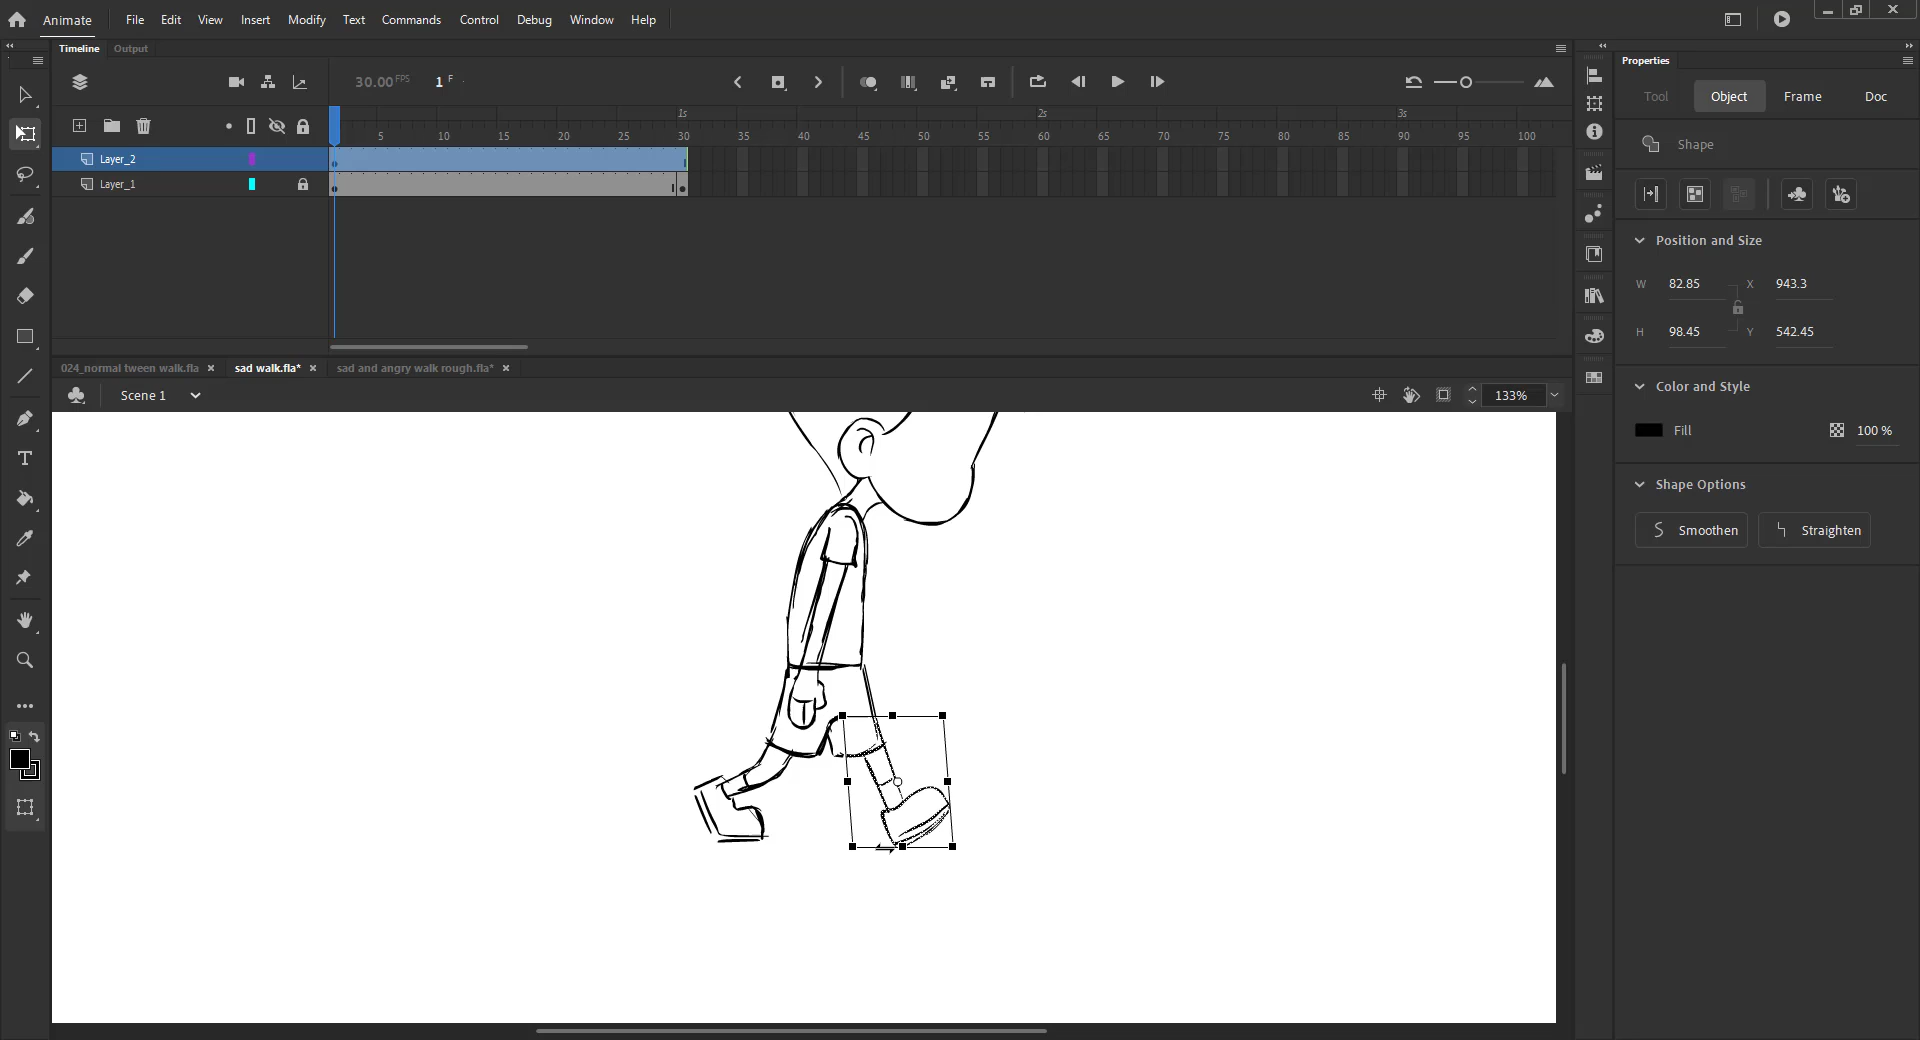 Animate File Edit View Insert Modify Text Commands Control Debug Window Help
Timeline Output
30.00 FPS 1 F
1s 2s 3s
5 10 15 20 25 30 35 40 45 50 55 60 65 70 75 80 85 90 95 100
Layer_2
Layer_1
024_normal tween walk.fla × sad walk.fla* × sad and angry walk rough.fla* ×
Scene 1 133%
Properties
Tool Object Frame Doc
Shape
Position and Size
W 82.85 X 943.3
H 98.45 Y 542.45
Color and Style
Fill 100 %
Shape Options
Smoothen Straighten